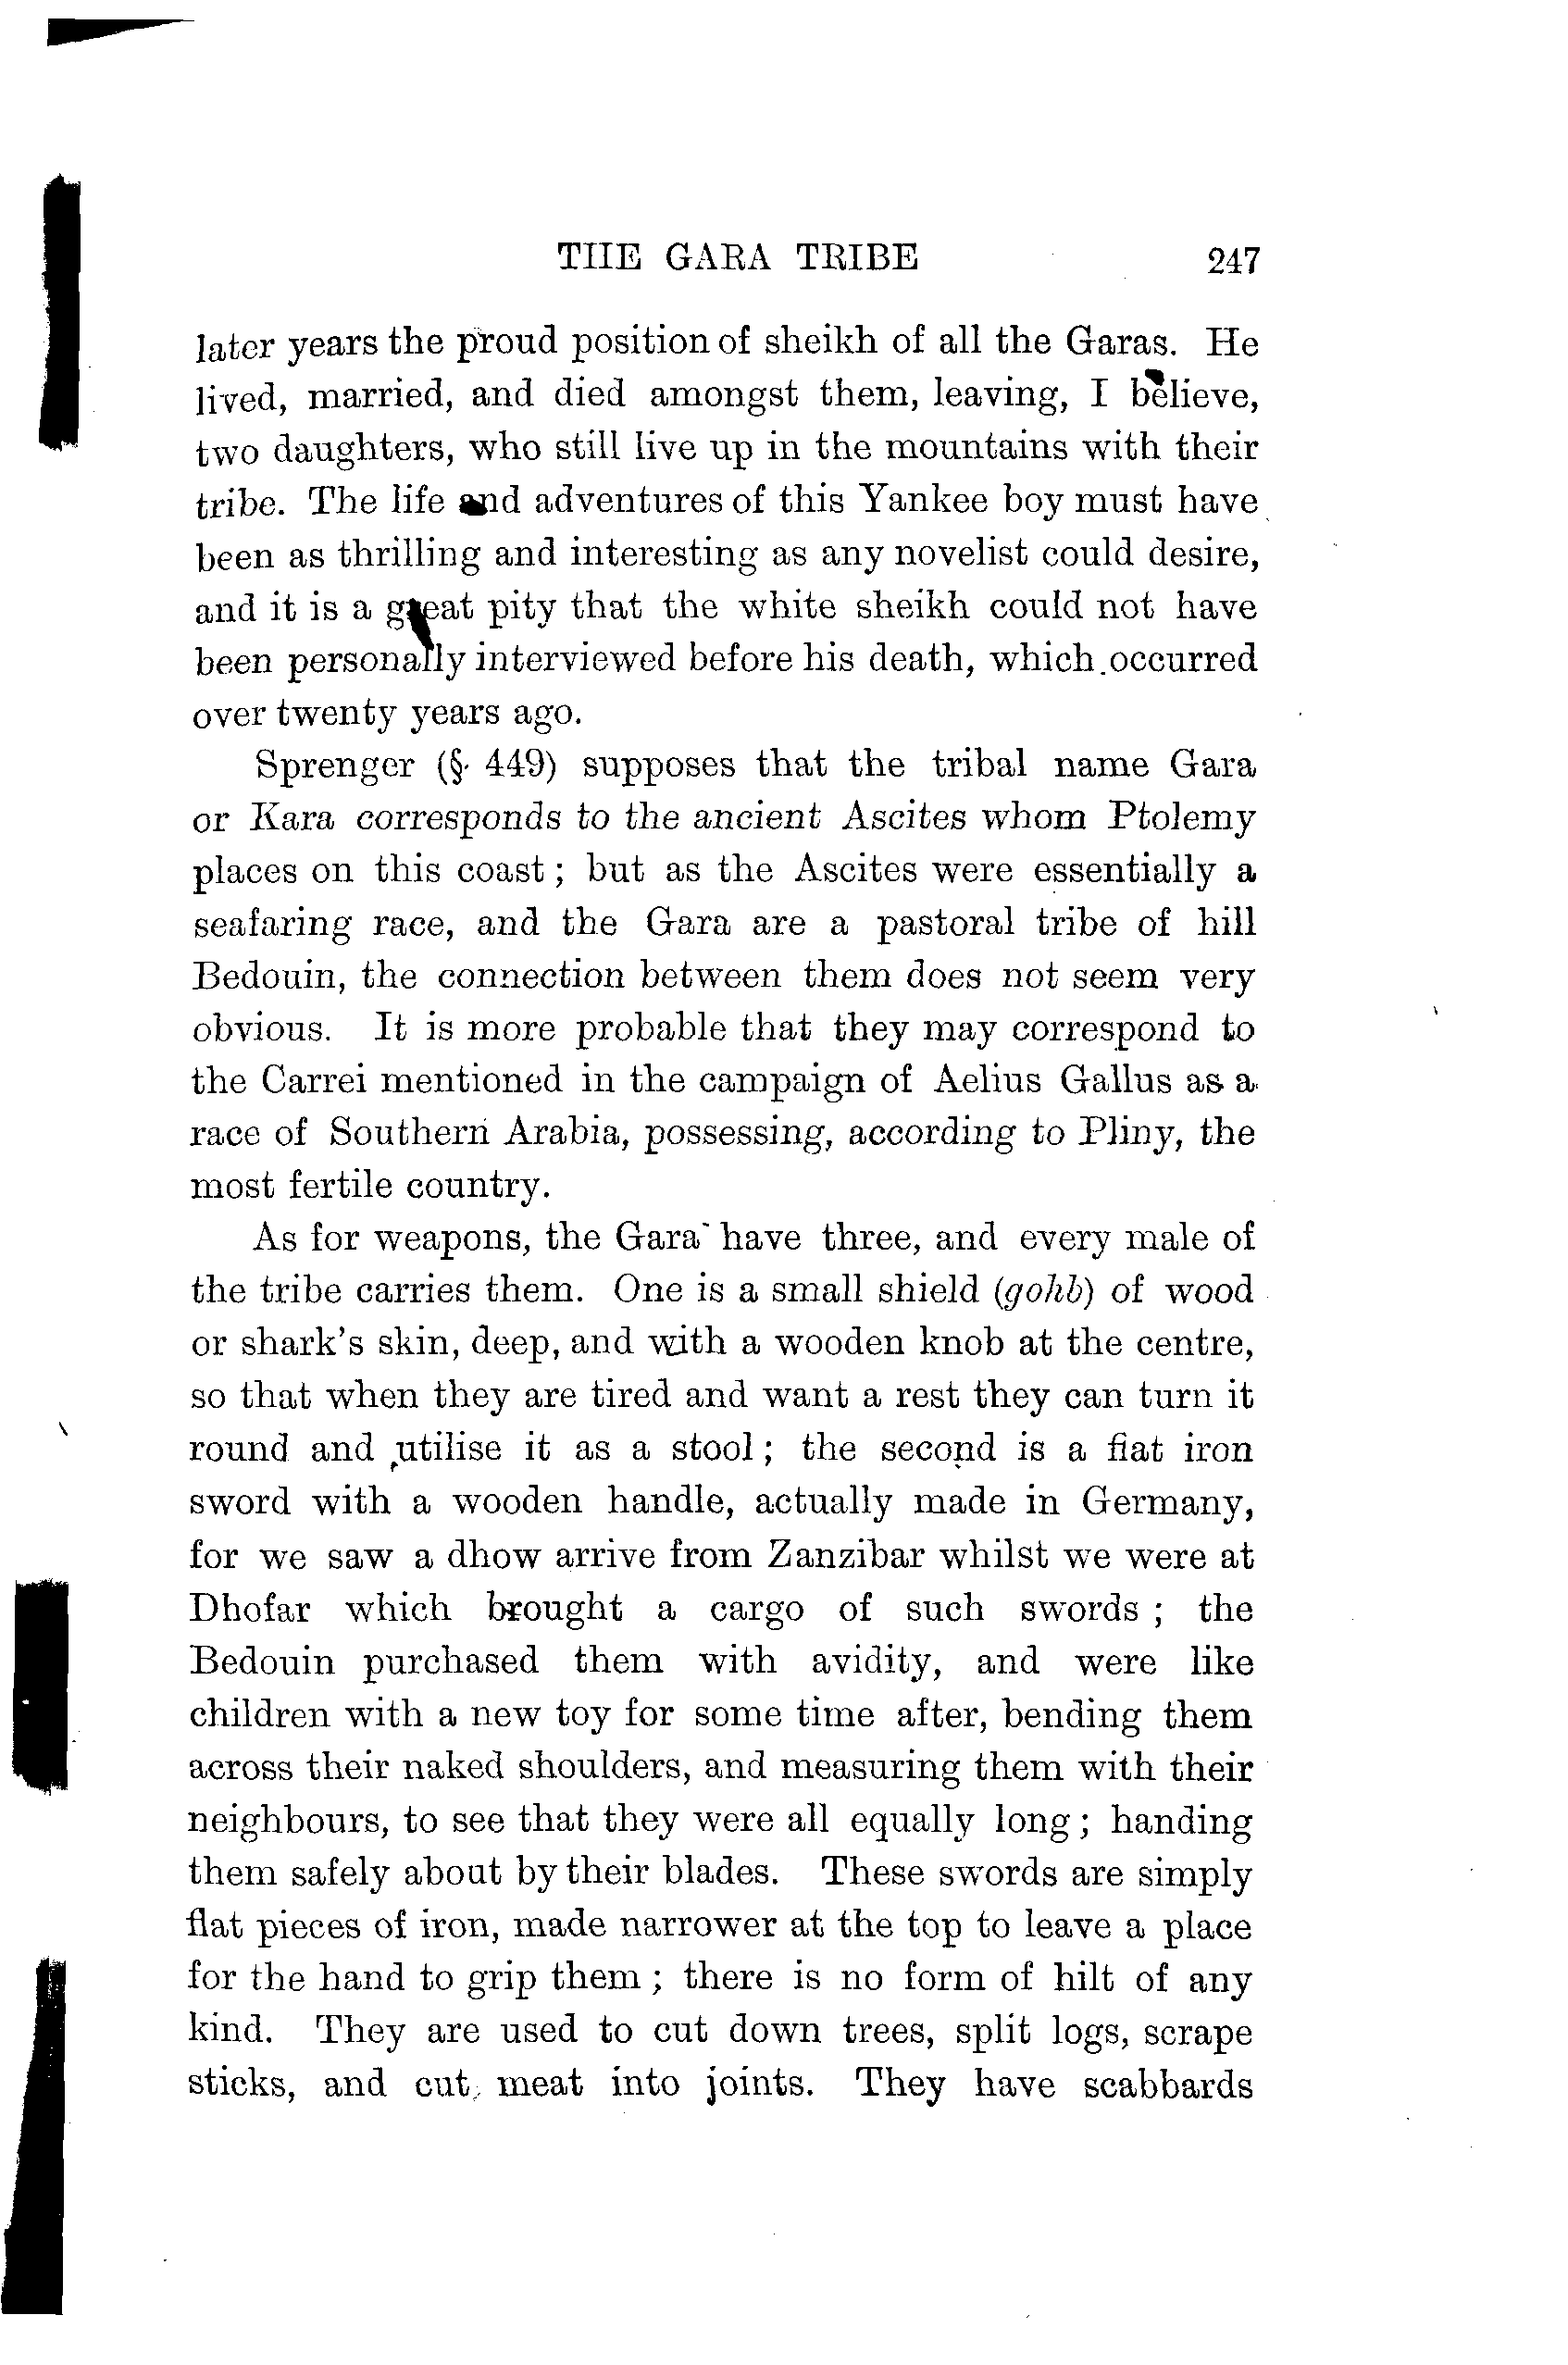 THE GARA TRIBE 247
later years the proud position of sheikh of all the Garas. He
lived, married, and died amongst them, leaving, I believe,
two daughters, who still live up in the mountains with their
tribe. The life and adventures of this Yankee boy must have
been as thrilling and interesting as any novelist could desire,
and it is a great pity that the white sheikh could not have
been personally interviewed before his death, which occurred
over twenty years ago.
Sprenger (§ 449) supposes that the tribal name Gara
or Kara corresponds to the ancient Ascites whom Ptolemy
places on this coast; but as the Ascites were essentially a
seafaring race, and the Gara are a pastoral tribe of hill
Bedouin, the connection between them does not seem very
obvious. It is more probable that they may correspond to
the Carrei mentioned in the campaign of Aelius Gallus as a
race of Southern Arabia, possessing, according to Pliny, the
most fertile country.
As for weapons, the Gara have three, and every male of
the tribe carries them. One is a small shield (gohb) of wood
or shark's skin, deep, and with a wooden knob at the centre,
so that when they are tired and want a rest they can turn it
round and utilise it as a stool; the second is a flat iron
sword with a wooden handle, actually made in Germany,
for we saw a dhow arrive from Zanzibar whilst we were at
Dhofar which brought a cargo of such swords; the
Bedouin purchased them with avidity, and were like
children with a new toy for some time after, bending them
across their naked shoulders, and measuring them with their
neighbours, to see that they were all equally long; handing
them safely about by their blades. These swords are simply
flat pieces of iron, made narrower at the top to leave a place
for the hand to grip them; there is no form of hilt of any
kind. They are used to cut down trees, split logs, scrape
sticks, and cut meat into joints. They have scabbards